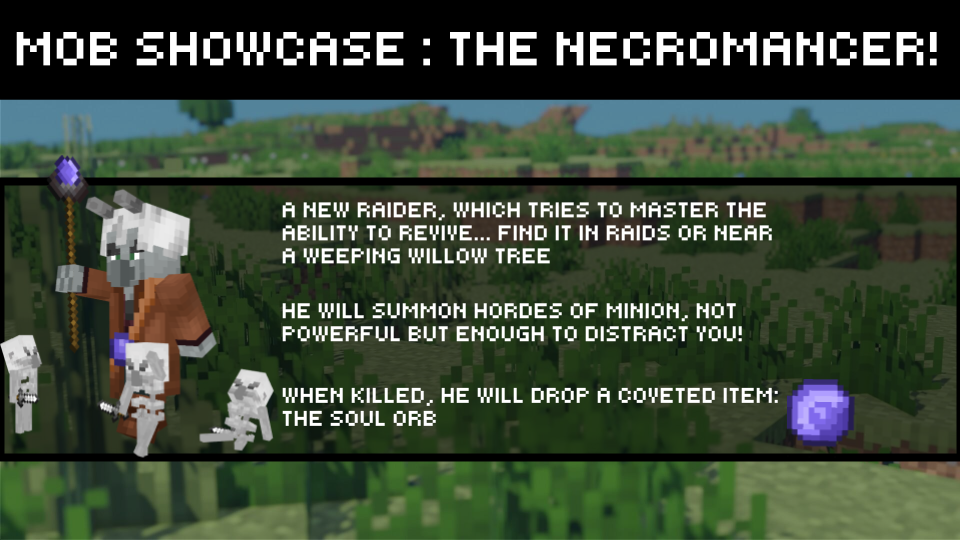 MOB SHOWCASE : THE NECROMANCER!
A NEW RAIDER, WHICH TRIES TO MASTER THE
ABILITY TO REVIVE... FIND IT IN RAIDS OR NEAR
A WEEPING WILLOW TREE
HE WILL SUMMON HORDES OF MINION, NOT
POWERFUL BUT ENOUGH TO DISTRACT YOU!
WHEN KILLED, HE WILL DROP A COVETED ITEM:
THE SOUL ORB